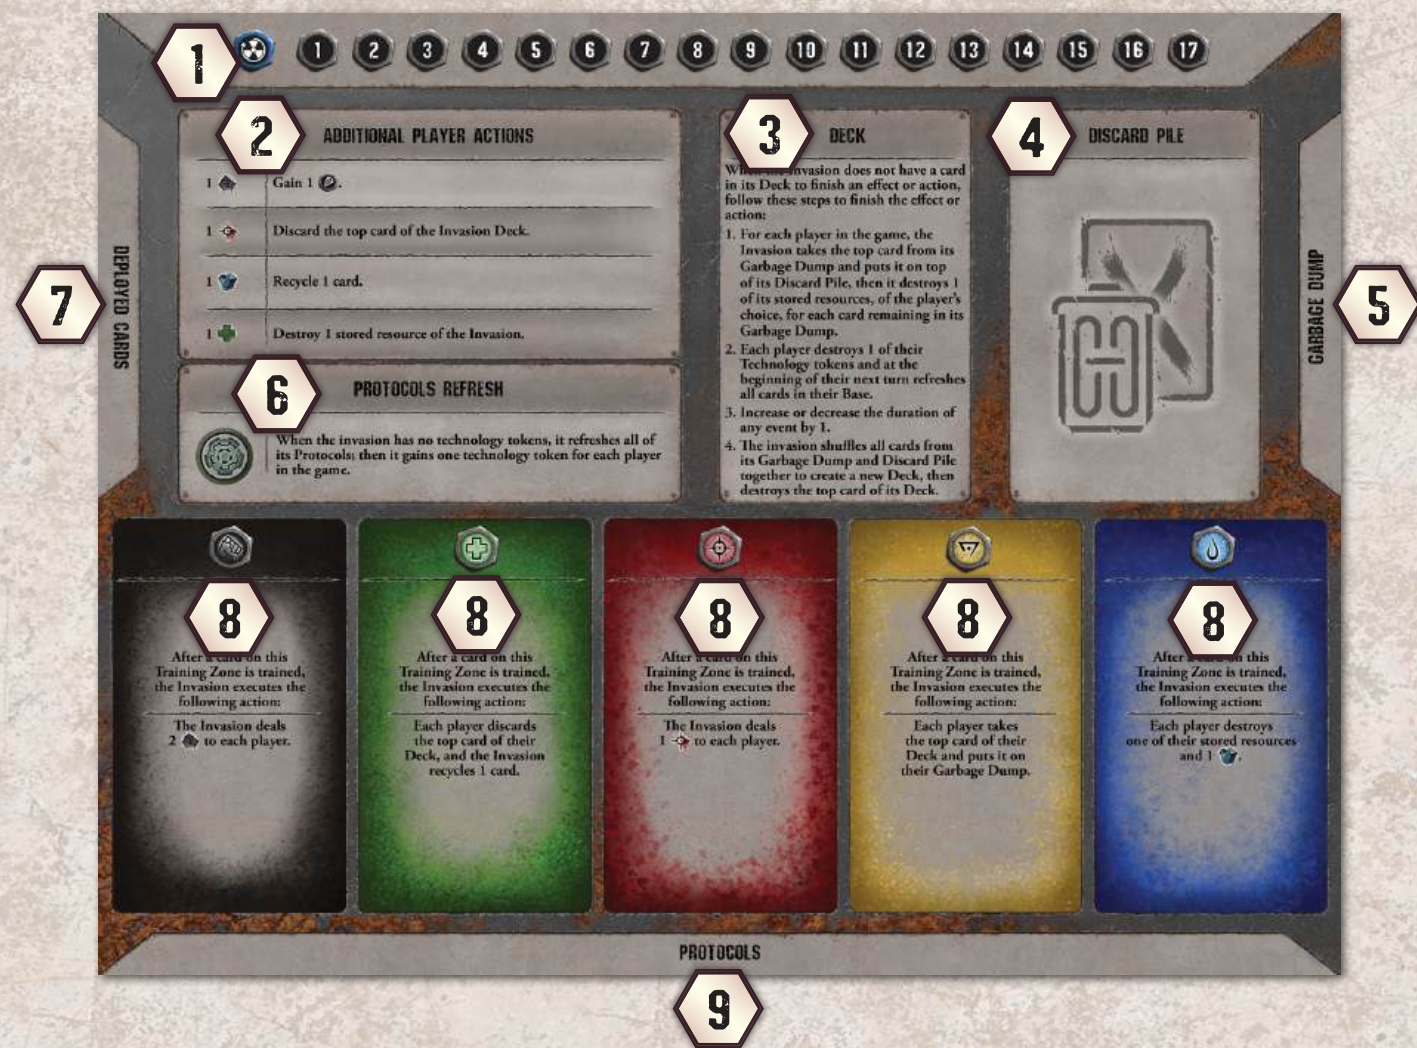 1
1 2 3 4 5 6 7 8 9 10 11 12 13 14 15 16 17
2
ADDITIONAL PLAYER ACTIONS
1 Gain 1 .
1 Discard the top card of the Invasion Deck.
1 Recycle 1 card.
1 Destroy 1 stored resource of the Invasion.
6
PROTOCOLS REFRESH
When the invasion has no technology tokens, it refreshes all of
its Protocols; then it gains one technology token for each player
in the game.
3
DECK
Invasion does not have a card
in its Deck to finish an effect or action,
follow these steps to finish the effect or
action:
1. For each player in the game, the
Invasion takes the top card from its
Garbage Dump and puts it on top
of its Discard Pile, then it destroys 1
of its stored resources, of the player's
choice, for each card remaining in its
Garbage Dump.
2. Each player destroys 1 of their
Technology tokens and at the
beginning of their next turn refreshes
all cards in their Base.
3. Increase or decrease the duration of
any event by 1.
4. The invasion shuffles all cards from
its Garbage Dump and Discard Pile
together to create a new Deck, then
destroys the top card of its Deck.
4
DISCARD PILE
7
DEPLOYED CARDS
5
GARBAGE DUMP
8
After a card on this
Training Zone is trained,
the Invasion executes the
following action:
The Invasion deals
2 to each player.
8
After a card on this
Training Zone is trained,
the Invasion executes the
following action:
Each player discards
the top card of their
Deck, and the Invasion
recycles 1 card.
8
After a card on this
Training Zone is trained,
the Invasion executes the
following action:
The Invasion deals
1 to each player.
8
After a card on this
Training Zone is trained,
the Invasion executes the
following action:
Each player takes
the top card of their
Deck and puts it on
their Garbage Dump.
8
After a card on this
Training Zone is trained,
the Invasion executes the
following action:
Each player destroys
one of their stored resources
and 1 .
PROTOCOLS
9